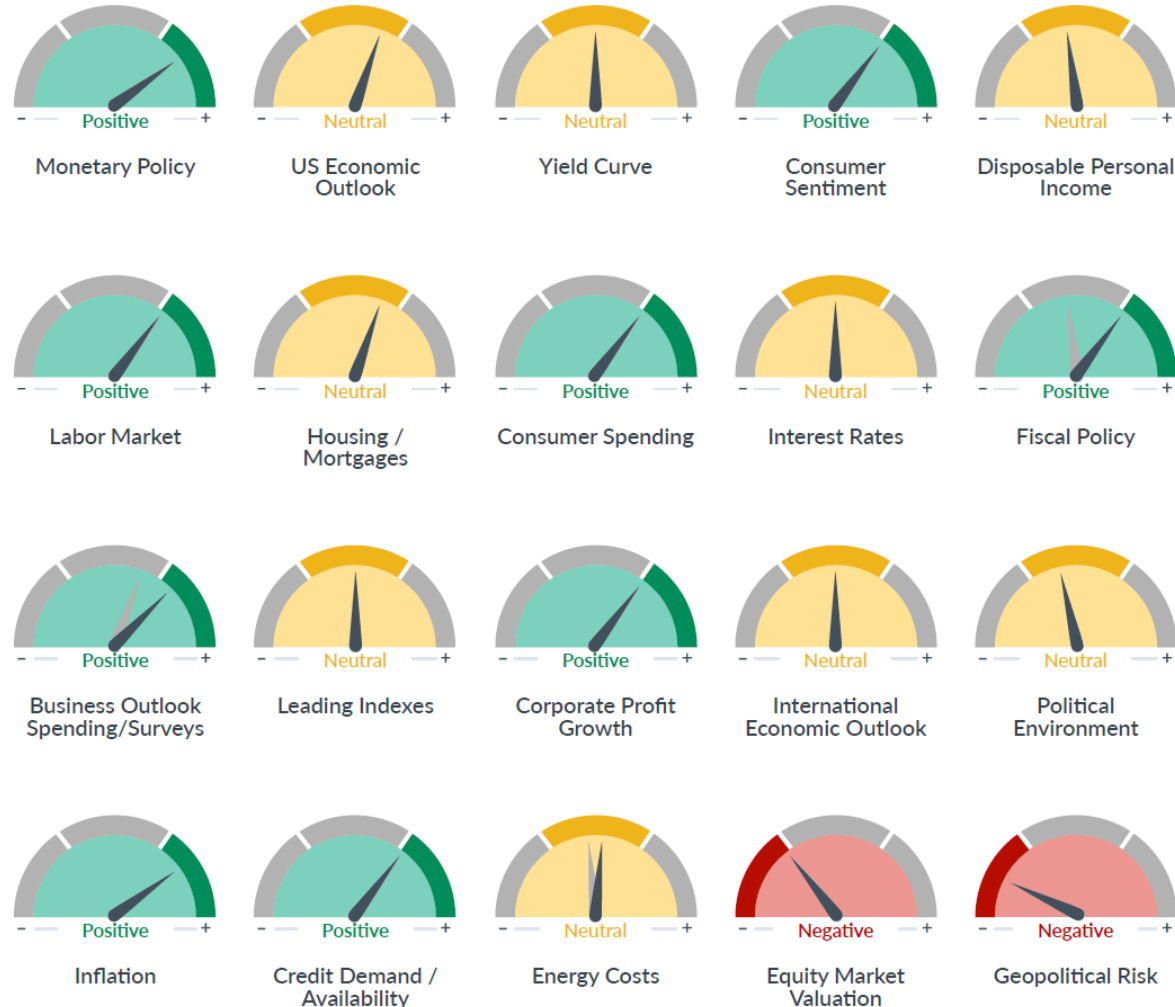 - Positive +
Monetary Policy
- Neutral +
US Economic
Outlook
- Neutral +
Yield Curve
- Positive +
Consumer
Sentiment
- Neutral +
Disposable Personal
Income
- Positive +
Labor Market
- Neutral +
Housing /
Mortgages
- Positive +
Consumer Spending
- Neutral +
Interest Rates
- Positive +
Fiscal Policy
- Positive +
Business Outlook
Spending/Surveys
- Neutral +
Leading Indexes
- Positive +
Corporate Profit
Growth
- Neutral +
International
Economic Outlook
- Neutral +
Political
Environment
- Positive +
Inflation
- Positive +
Credit Demand /
Availability
- Neutral +
Energy Costs
- Negative +
Equity Market
Valuation
- Negative +
Geopolitical Risk